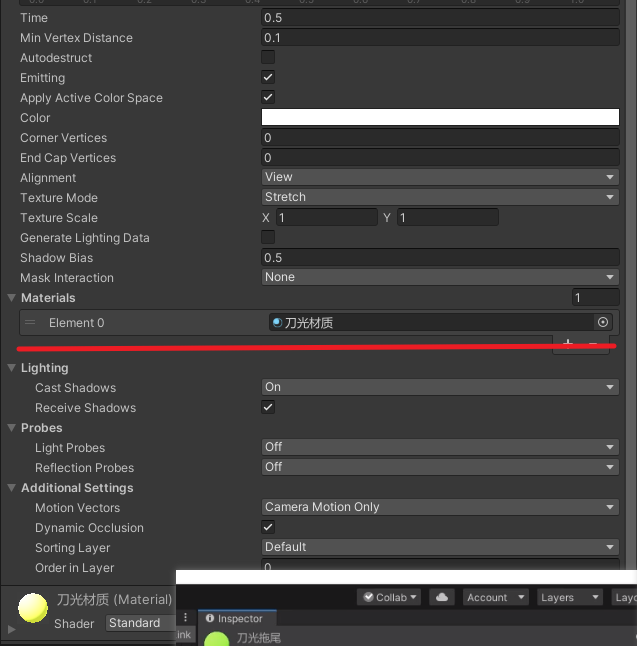 Time 0.5
Min Vertex Distance 0.1
Autodestruct
Emitting
Apply Active Color Space
Color
Corner Vertices 0
End Cap Vertices 0
Alignment View
Texture Mode Stretch
Texture Scale X 1 Y 1
Generate Lighting Data
Shadow Bias 0.5
Mask Interaction None
Materials 1
Element 0 刀光材质
Lighting
Cast Shadows On
Receive Shadows
Probes
Light Probes Off
Reflection Probes Off
Additional Settings
Motion Vectors Camera Motion Only
Dynamic Occlusion
Sorting Layer Default
Order in Layer 0
刀光材质 (Material)
Shader Standard
Collab Account Layers
Inspector
刀光拖尾